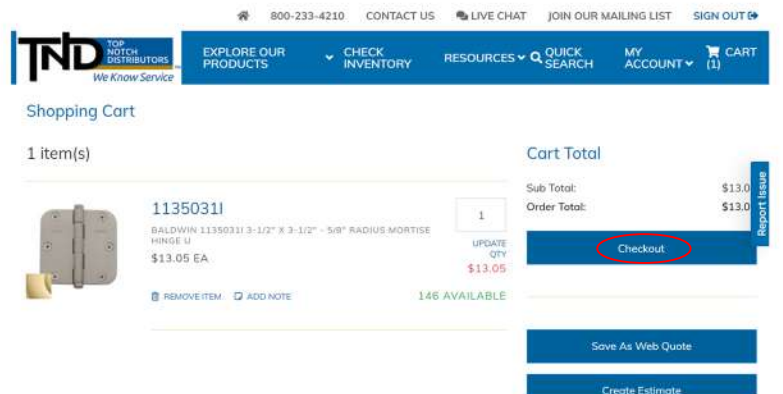 800-233-4210 CONTACT US LIVE CHAT JOIN OUR MAILING LIST SIGN OUT
TND TOP NOTCH DISTRIBUTORS
We Know Service
EXPLORE OUR PRODUCTS CHECK INVENTORY RESOURCES QUICK SEARCH MY ACCOUNT CART (1)
Shopping Cart
1 item(s)
1135031I
BALDWIN 1135031I 3-1/2" X 3-1/2" - 5/8" RADIUS MORTISE
HINGE U
$13.05 EA
1
UPDATE
QTY
$13.05
REMOVE ITEM ADD NOTE
146 AVAILABLE
Cart Total
Sub Total: $13.0
Order Total: $13.0
Report Issue
Checkout
Save As Web Quote
Create Estimate